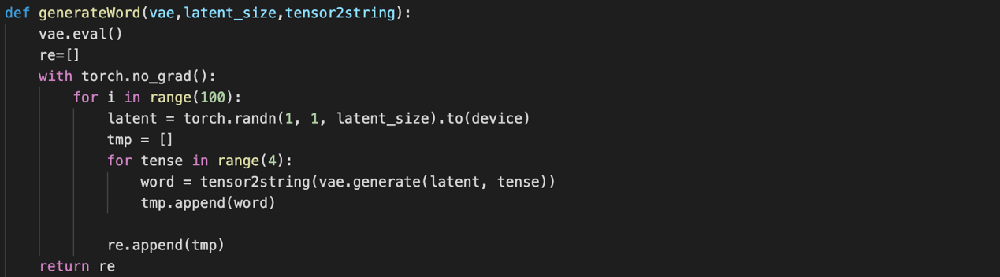 def generateWord(vae,latent_size,tensor2string):
    vae.eval()
    re=[]
    with torch.no_grad():
        for i in range(100):
            latent = torch.randn(1, 1, latent_size).to(device)
            tmp = []
            for tense in range(4):
                word = tensor2string(vae.generate(latent, tense))
                tmp.append(word)

            re.append(tmp)
    return re